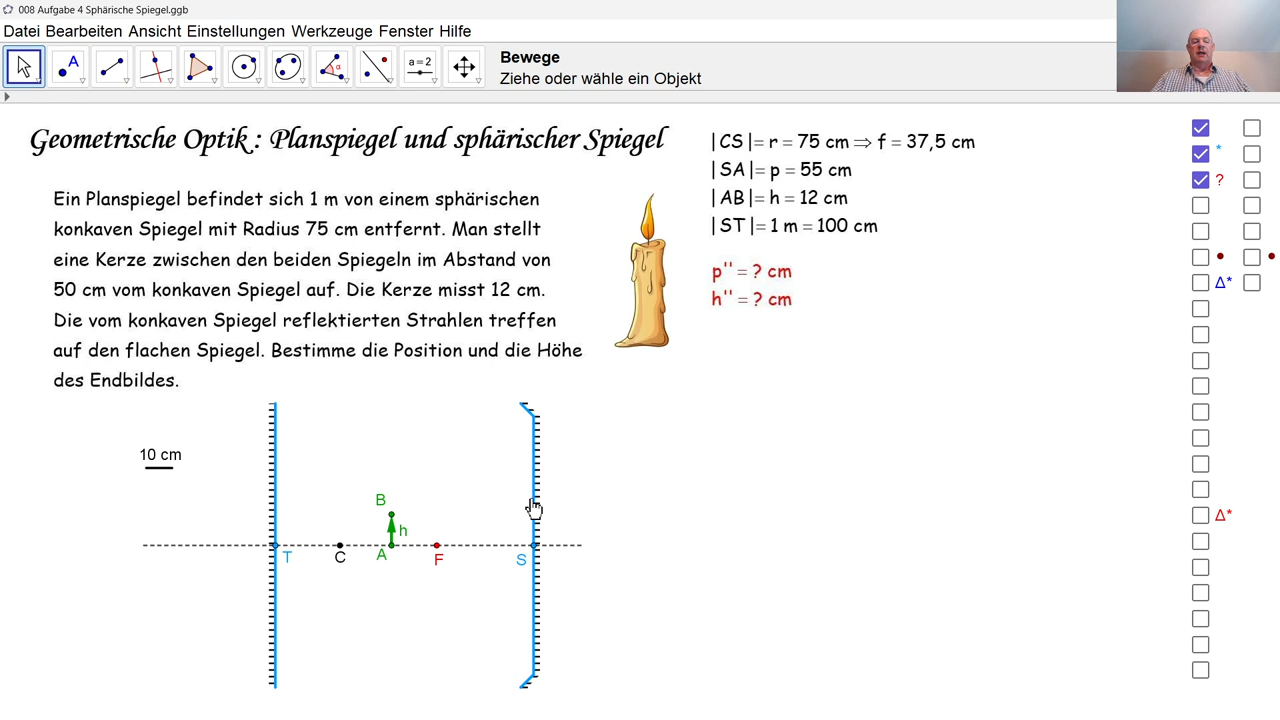 008 Aufgabe 4 Sphärische Spiegel.ggb
Datei Bearbeiten Ansicht Einstellungen Werkzeuge Fenster Hilfe
A
α
a=2
Bewege
Ziehe oder wähle ein Objekt
Geometrische Optik : Planspiegel und sphärischer Spiegel
Ein Planspiegel befindet sich 1 m von einem sphärischen
konkaven Spiegel mit Radius 75 cm entfernt. Man stellt
eine Kerze zwischen den beiden Spiegeln im Abstand von
50 cm vom konkaven Spiegel auf. Die Kerze misst 12 cm.
Die vom konkaven Spiegel reflektierten Strahlen treffen
auf den flachen Spiegel. Bestimme die Position und die Höhe
des Endbildes.
|CS|= r = 75 cm ⇒ f = 37,5 cm
|SA|= p = 55 cm
|AB|= h = 12 cm
|ST|= 1 m = 100 cm
p'' = ? cm
h'' = ? cm
*
?
Δ*
Δ*
10 cm
B
h
T
C
A
F
S